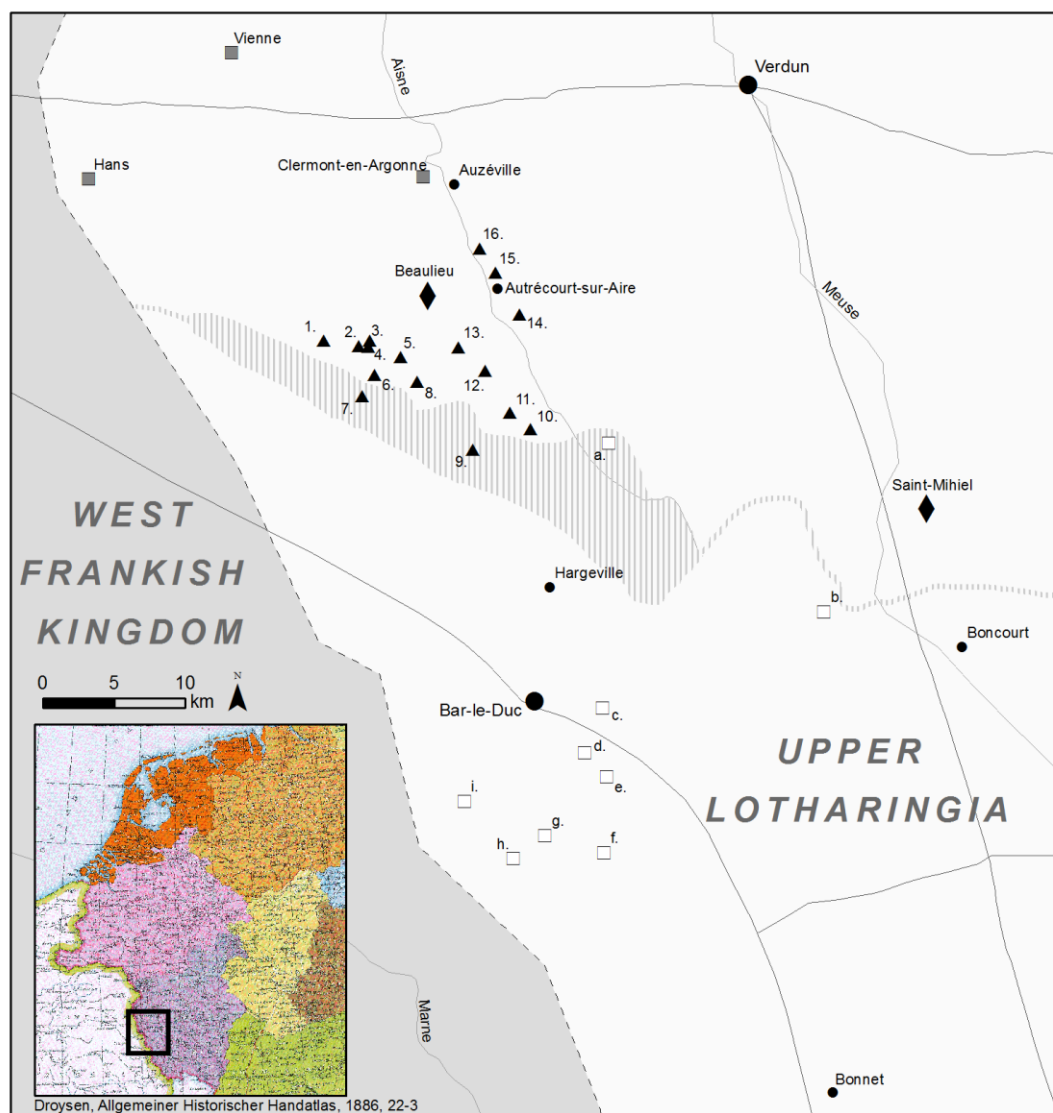 Vienne
Aisne
Verdun
Hans
Clermont-en-Argonne
Auzéville
16.
15.
Beaulieu
Autrécourt-sur-Aire
Meuse
14.
1.
2.
3.
13.
4.
5.
12.
6.
8.
7.
11.
10.
9.
a.
Saint-Mihiel
WEST
FRANKISH
KINGDOM
Hargeville
b.
Boncourt
0 5 10
km
N
Bar-le-Duc
c.
d.
UPPER
LOTHARINGIA
e.
i.
g.
f.
h.
Marne
Bonnet
Droysen, Allgemeiner Historischer Handatlas, 1886, 22-3